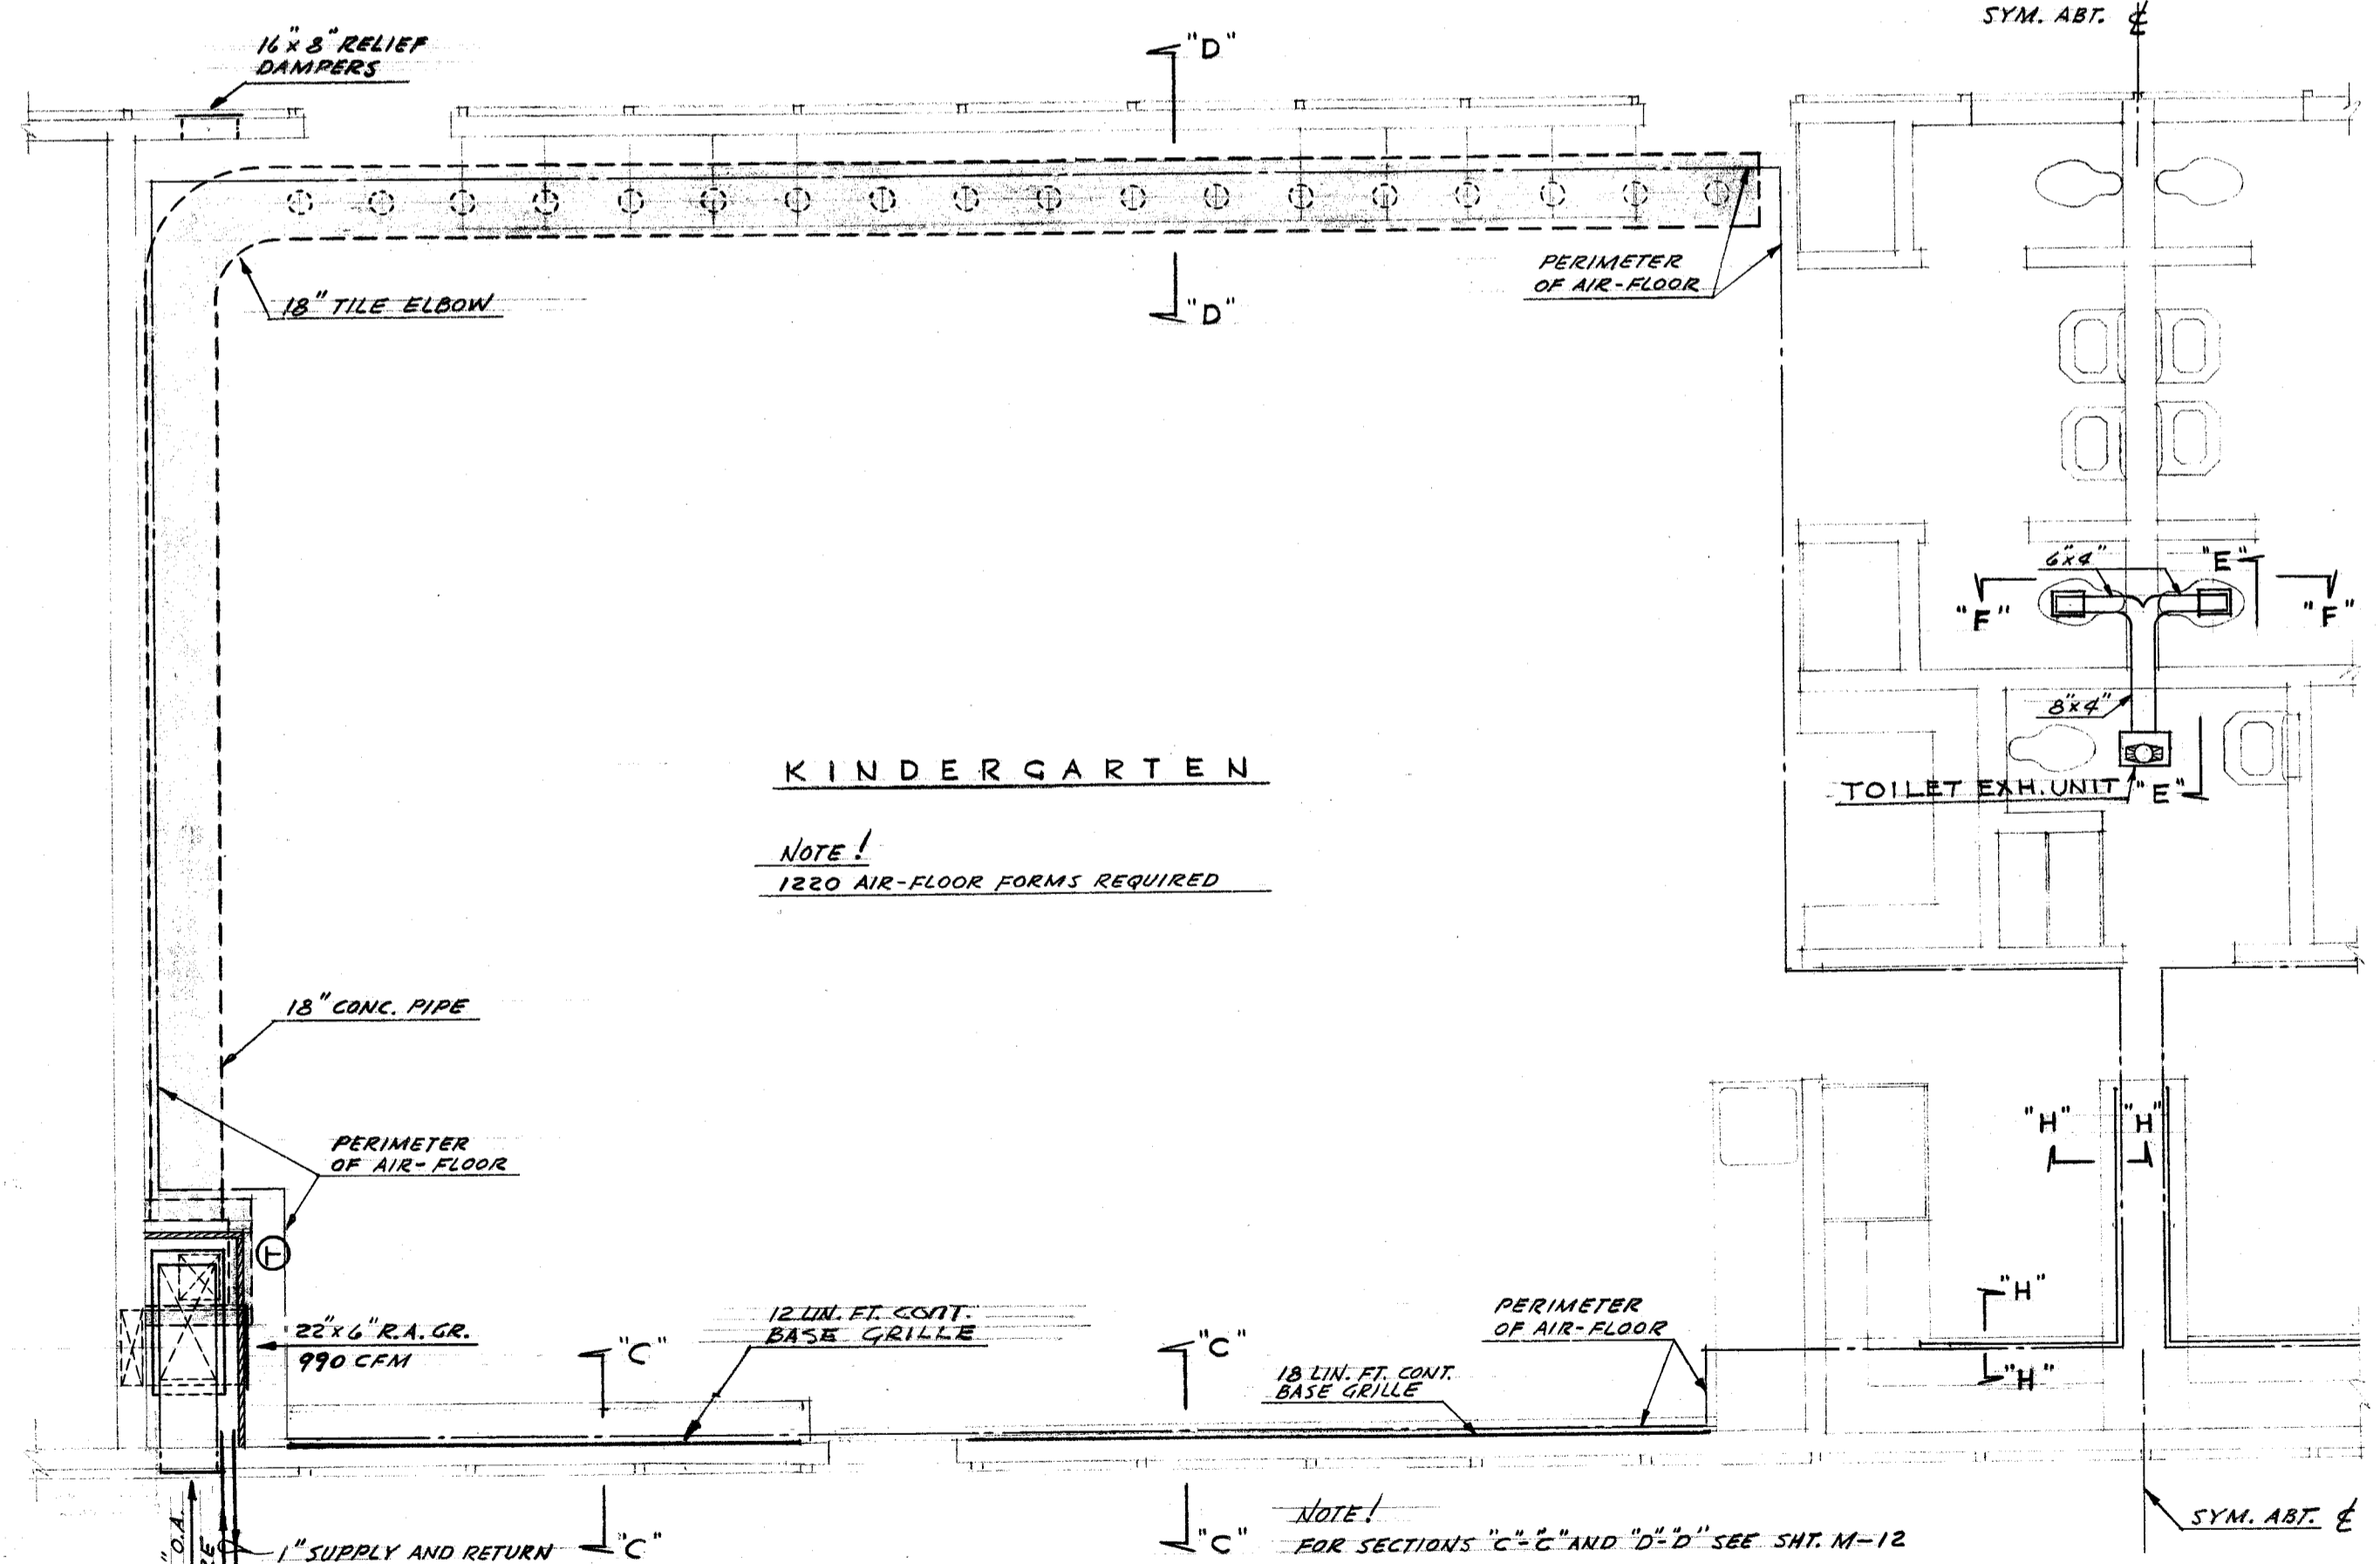 SYM. ABT. ℄
16"x8" RELIEF
DAMPERS
"D"
18" TILE ELBOW
"D"
PERIMETER
OF AIR-FLOOR
6"x4"
"E"
"F"
"F"
8"x4"
TOILET EXH. UNIT
"E"
KINDERGARTEN
NOTE!
1220 AIR-FLOOR FORMS REQUIRED
18" CONC. PIPE
PERIMETER
OF AIR-FLOOR
"H"
"H"
T
22"x6" R.A. GR.
990 CFM
12 LIN. FT. CONT.
BASE GRILLE
"C"
"C"
PERIMETER
OF AIR-FLOOR
18 LIN. FT. CONT.
BASE GRILLE
"H"
"H"
" O.A.
RE
1" SUPPLY AND RETURN
"C"
"C"
NOTE!
FOR SECTIONS "C"-"C" AND "D"-"D" SEE SHT. M-12
SYM. ABT. ℄